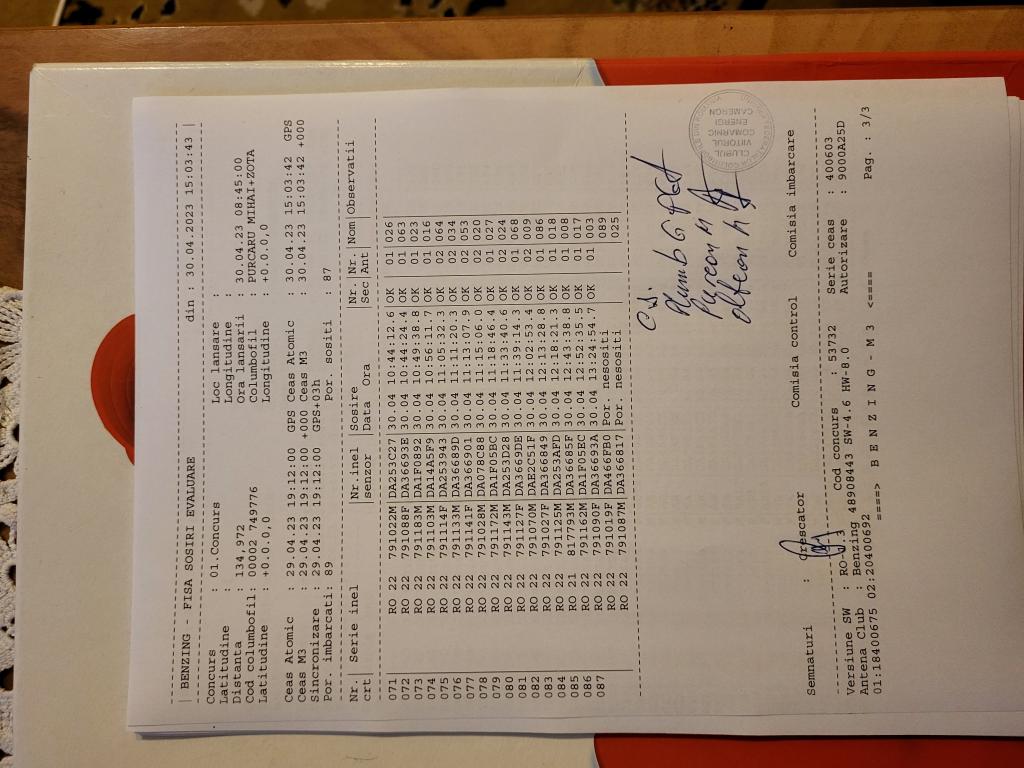 | BENZING - FISA SOSIRI EVALUARE din : 30.04.2023 15:03:43 |
Concurs : 01.Concurs Loc lansare :
Latitudine : Longitudine :
Distanta : 134,972 Ora lansarii : 30.04.23 08:45:00
Cod columbofil: 00002 749776 Columbofil : PURCARU MIHAI+ZOTA
Latitudine : +0.0.0,0 Longitudine : +0.0.0,0
Ceas Atomic : 29.04.23 19:12:00 GPS Ceas Atomic : 30.04.23 15:03:42 GPS
Ceas M3 : 29.04.23 19:12:00 +000 Ceas M3 : 30.04.23 15:03:42 +000
Sincronizare : 29.04.23 19:12:00 GPS+03h
Por. imbarcati: 89 Por. sositi : 87
Nr. | Serie inel | Nr.inel | Sosire | Nr. | Nr. | Nom | Observatii
crt | | senzor | Data Ora | Sec | Ant |
071 RO 22 791022M DA253C27 30.04 10:44:12.6 OK 01 026
072 RO 22 791088F DA36693E 30.04 10:44:24.4 OK 01 063
073 RO 22 791183M DA1F0892 30.04 10:49:38.8 OK 01 023
074 RO 22 791103M DA14A5F9 30.04 10:56:11.7 OK 01 016
075 RO 22 791114F DA253943 30.04 11:05:32.3 OK 02 064
076 RO 22 791133M DA36689D 30.04 11:11:20.3 OK 02 034
077 RO 22 791141F DA366901 30.04 11:13:07.9 OK 02 053
078 RO 22 791028M DA078C88 30.04 11:15:06.0 OK 02 020
079 RO 22 791172M DA1F05BC 30.04 11:18:46.4 OK 01 027
080 RO 22 791143M DA253D28 30.04 11:33:40.6 OK 02 024
081 RO 22 791127F DA3669DE 30.04 11:39:14.3 OK 01 068
082 RO 22 791070M DAE2C51F 30.04 12:02:53.4 OK 02 009
083 RO 22 791027F DA366849 30.04 12:13:28.8 OK 02 086
084 RO 22 791125M DA253AFD 30.04 12:18:21.3 OK 01 018
085 RO 21 817793M DA36685F 30.04 12:43:38.8 OK 01 008
086 RO 22 791162M DA1F05EC 30.04 12:52:35.5 OK 01 017
087 RO 22 791090F DA36693A 30.04 13:24:54.7 OK 01 003
RO 22 791019F DA466FB0 Por. nesositi 089
RO 22 791087M DA366817 Por. nesositi 025
CLUBUL
VIITORUL
COMARNIC
ENERGI
CAMERON
Semnaturi : Crescator Comisia control Comisia imbarcare
Versiune SW : RO-0.3 Cod concurs : 53732 Serie ceas : 400603
Antena Club : Benzing 48908443 SW-4.6 HW-8.0 Autorizare : 9000A25D
01:18400675 02:20400692
====> B E N Z I N G - M 3 <==== Pag. : 3/3